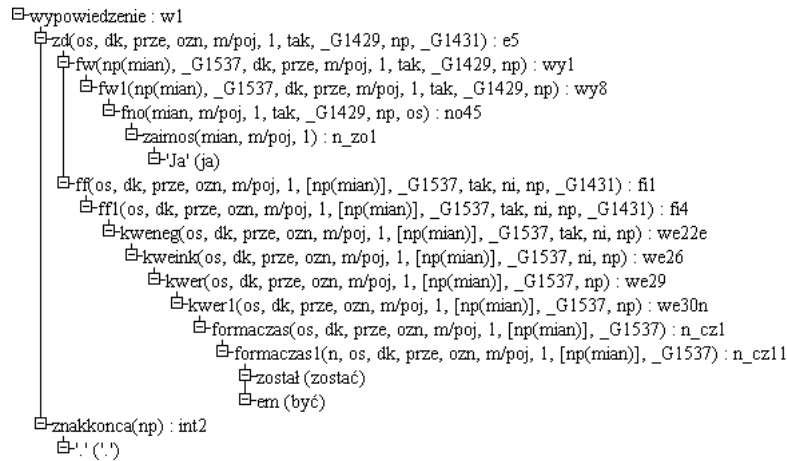 wypowiedzenie : w1
zd(os, dk, prze, ozn, m/poj, 1, tak, _G1429, np, _G1431) : e5
fw(np(mian), _G1537, dk, prze, m/poj, 1, tak, _G1429, np) : wy1
fw1(np(mian), _G1537, dk, prze, m/poj, 1, tak, _G1429, np) : wy8
fno(mian, m/poj, 1, tak, _G1429, np, os) : no45
zaimos(mian, m/poj, 1) : n_zo1
'Ja' (ja)
ff(os, dk, prze, ozn, m/poj, 1, [np(mian)], _G1537, tak, ni, np, _G1431) : fi1
ff1(os, dk, prze, ozn, m/poj, 1, [np(mian)], _G1537, tak, ni, np, _G1431) : fi4
kweneg(os, dk, prze, ozn, m/poj, 1, [np(mian)], _G1537, tak, ni, np) : we22e
kweink(os, dk, prze, ozn, m/poj, 1, [np(mian)], _G1537, ni, np) : we26
kwer(os, dk, prze, ozn, m/poj, 1, [np(mian)], _G1537, np) : we29
kwer1(os, dk, prze, ozn, m/poj, 1, [np(mian)], _G1537, np) : we30n
formaczas(os, dk, prze, ozn, m/poj, 1, [np(mian)], _G1537) : n_cz1
formaczas1(n, os, dk, prze, ozn, m/poj, 1, [np(mian)], _G1537) : n_cz11
został (zostać)
em (być)
znakkonca(np) : int2
'.' ('.')